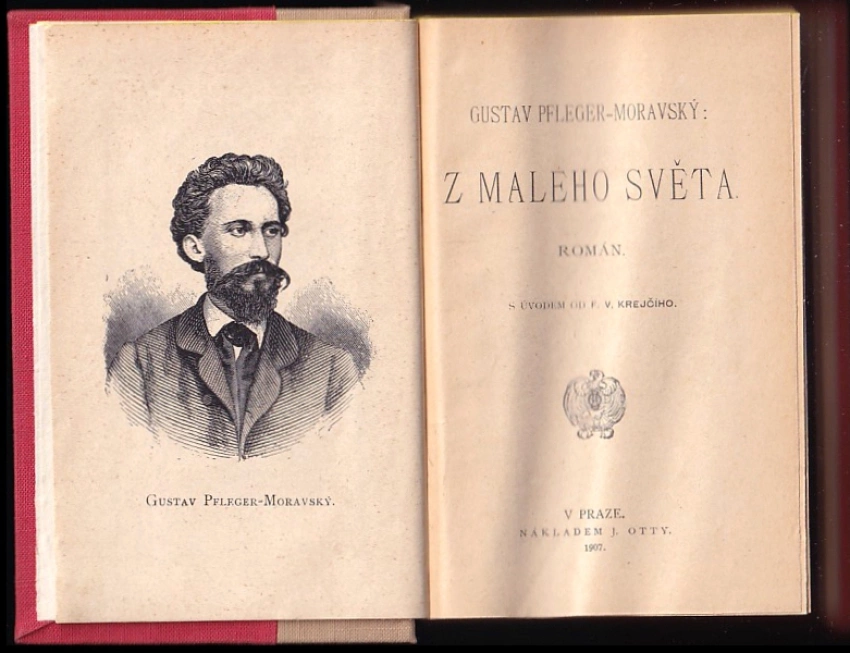 GUSTAV PFLEGER-MORAVSKÝ.
GUSTAV PFLEGER-MORAVSKÝ:
Z MALÉHO SVĚTA.
ROMÁN.
S ÚVODEM OD F. V. KREJČÍHO.
V PRAZE.
NÁKLADEM J. OTTY.
1907.